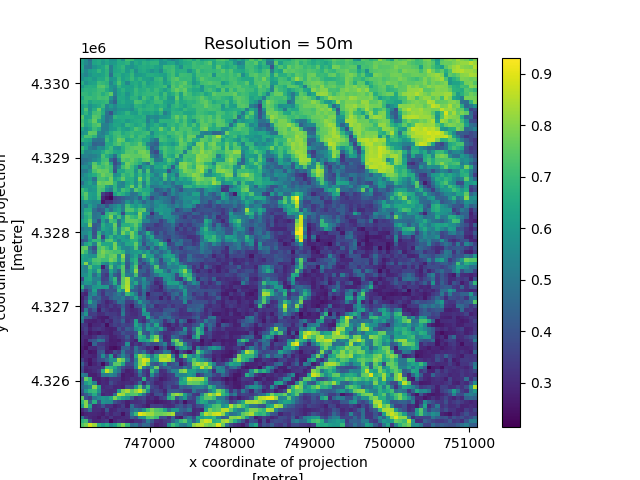 Resolution = 50m
1e6
4.330
4.329
4.328
4.327
4.326
y coordinate of projection
[metre]
747000 748000 749000 750000 751000
x coordinate of projection
[metre]
0.9
0.8
0.7
0.6
0.5
0.4
0.3